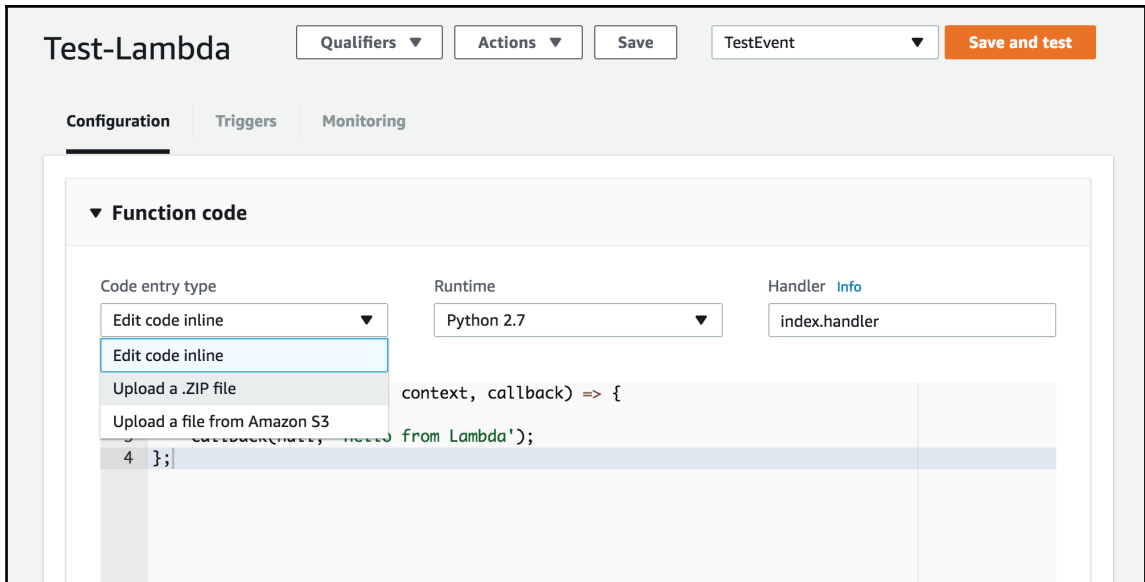 Test-Lambda Qualifiers Actions Save TestEvent Save and test
Configuration Triggers Monitoring
Function code
Code entry type Runtime Handler Info
Edit code inline Python 2.7 index.handler
Edit code inline
Upload a .ZIP file context, callback) => {
Upload a file from Amazon S3
from Lambda');
4 };